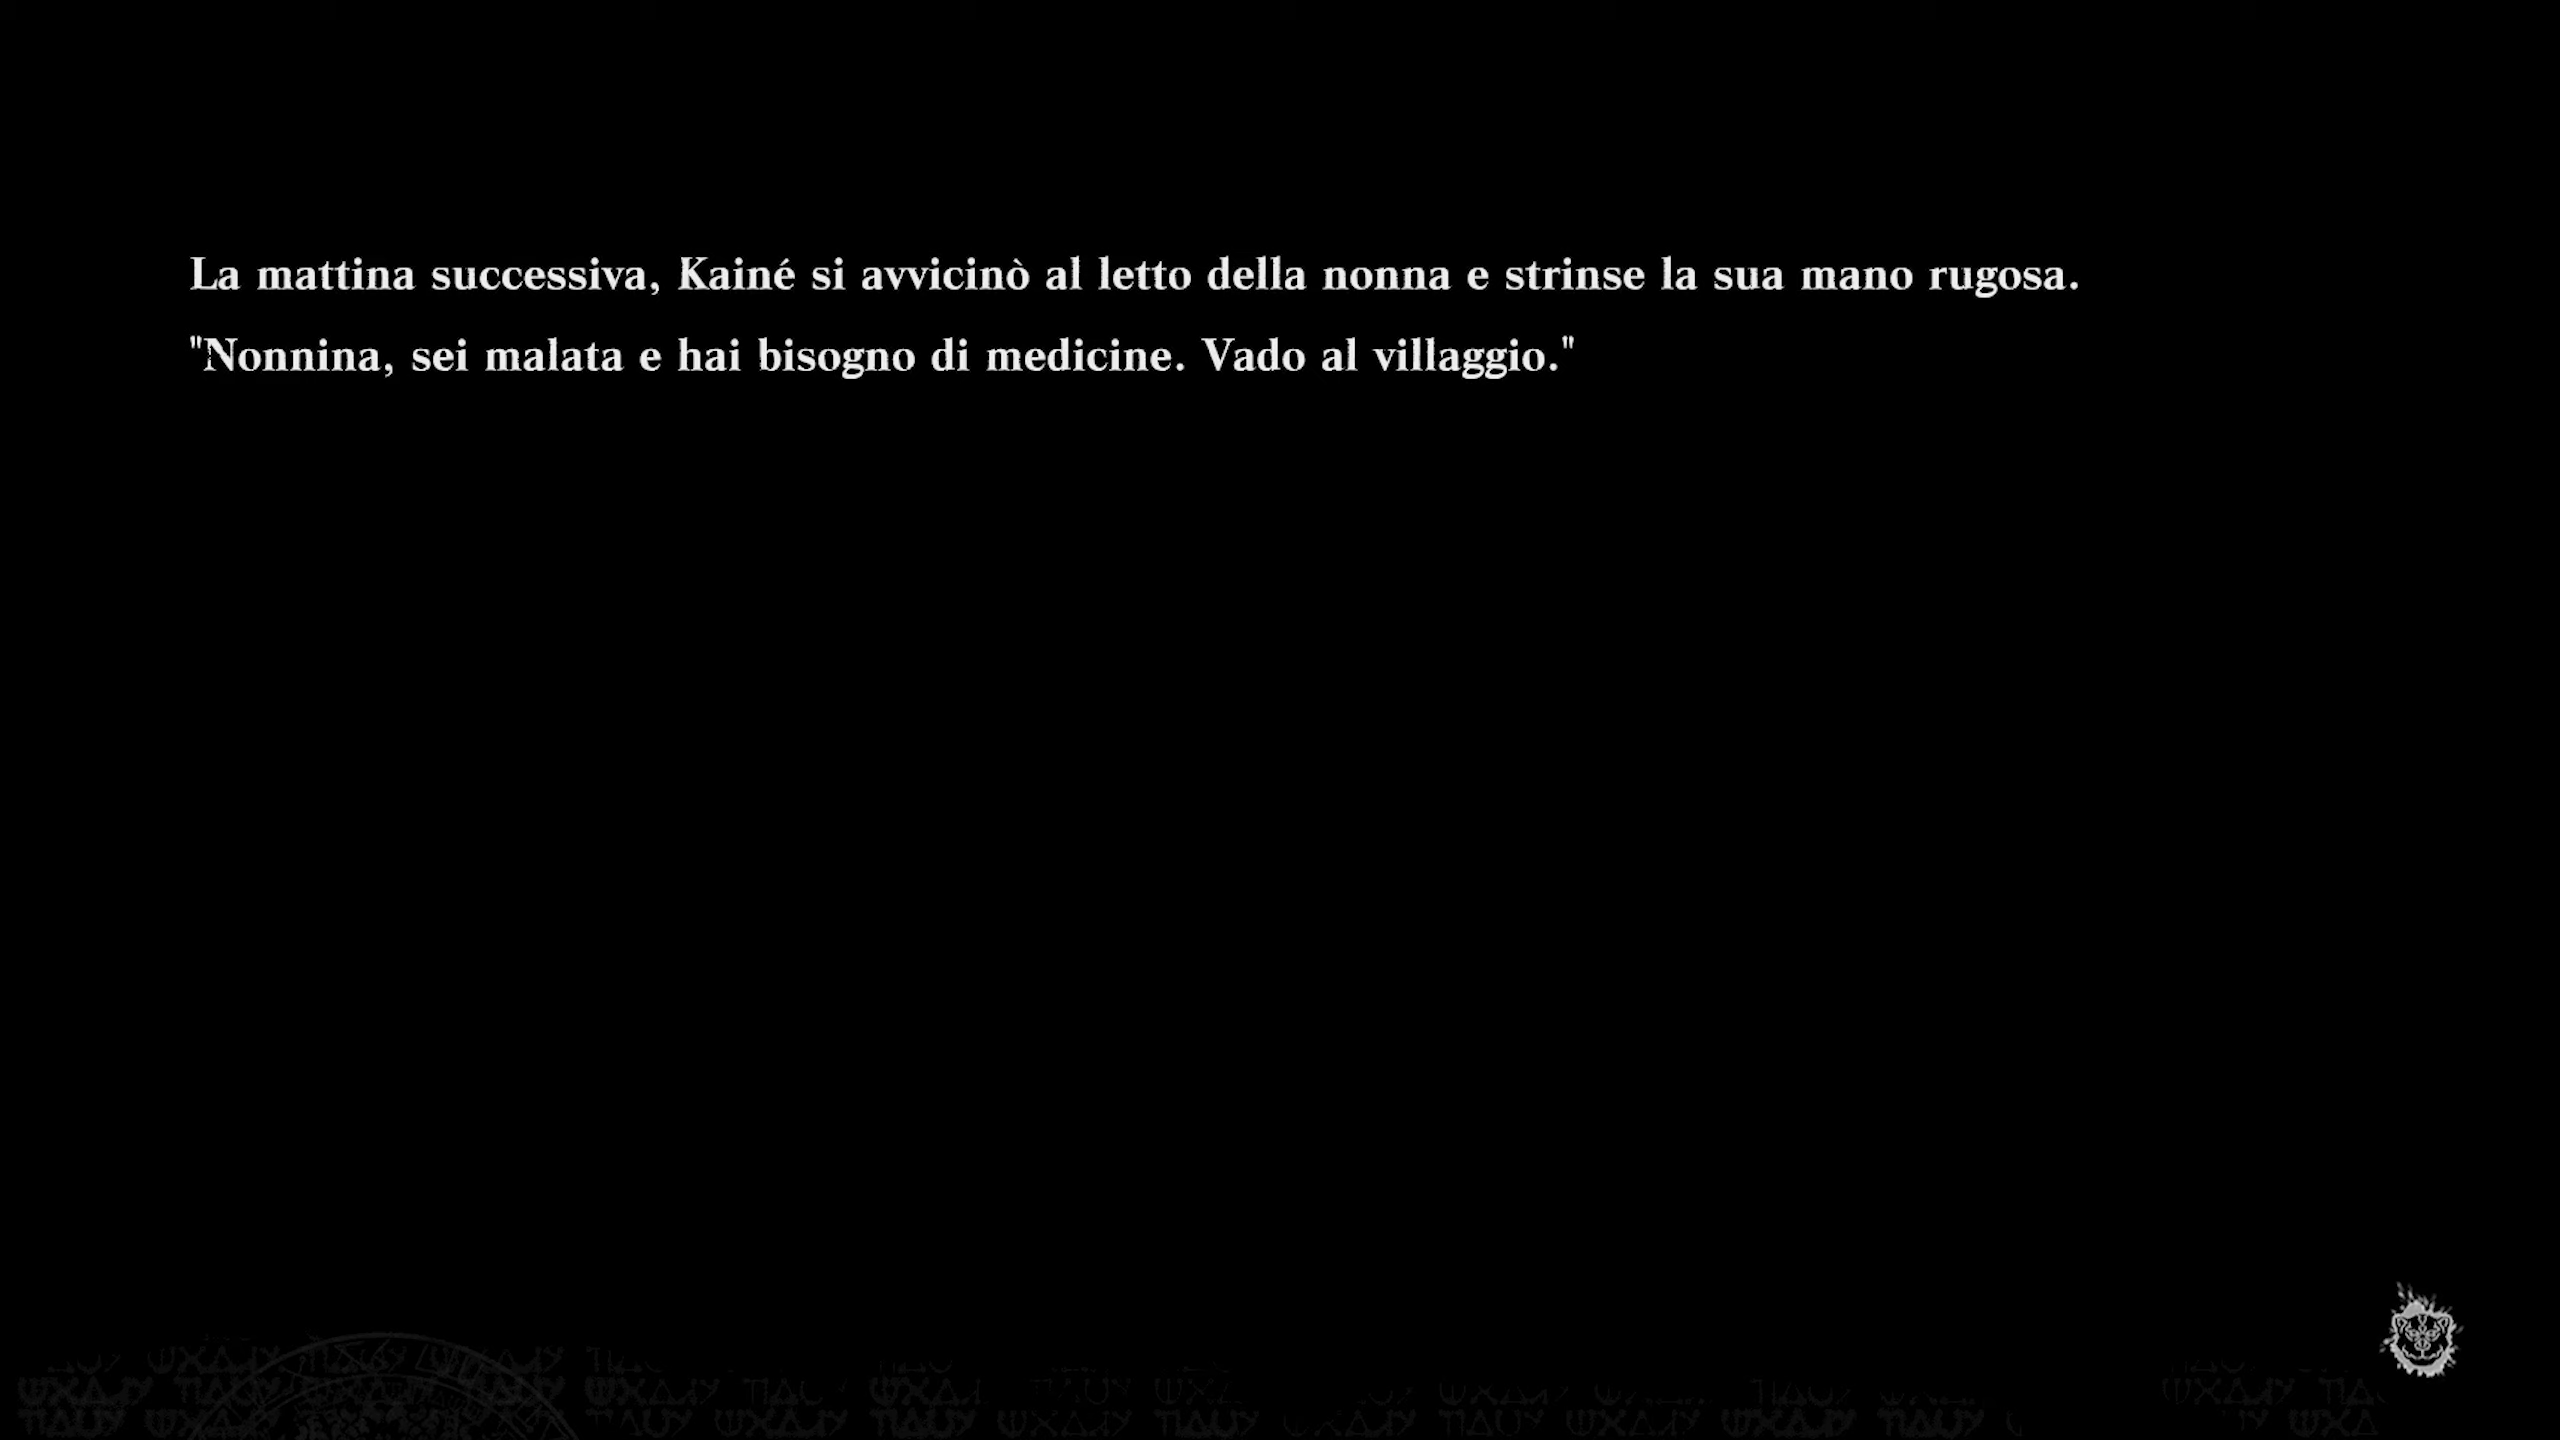 La mattina successiva, Kainé si avvicinò al letto della nonna e strinse la sua mano rugosa.
"Nonnina, sei malata e hai bisogno di medicine. Vado al villaggio."